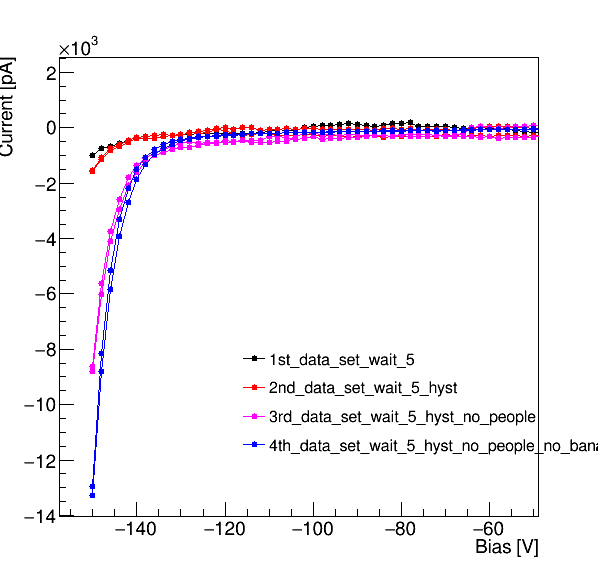 ×10³
Current [pA]
2
0
−2
−4
−6
−8
−10
−12
−14
1st_data_set_wait_5
2nd_data_set_wait_5_hyst
3rd_data_set_wait_5_hyst_no_people
4th_data_set_wait_5_hyst_no_people_no_bana
−140 −120 −100 −80 −60
Bias [V]